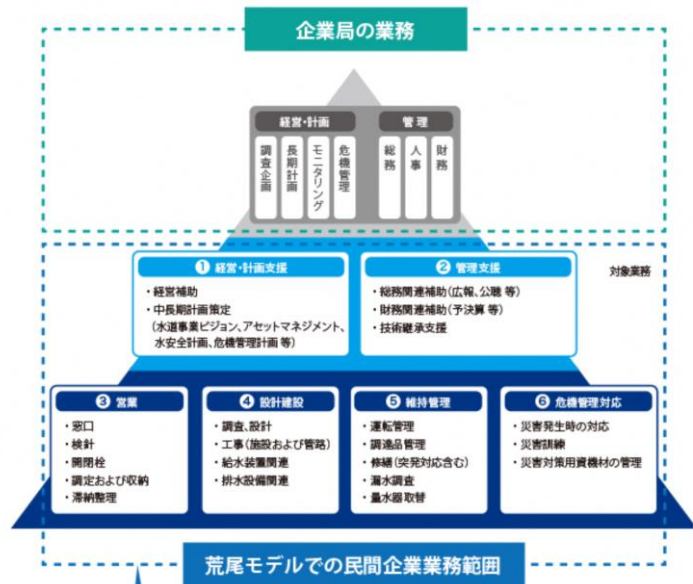 企業局の業務
経営・計画
管理
調査企画
長期計画
モニタリング
危機管理
総務
人事
財務
対象業務
① 経営・計画支援
・経営補助
・中長期計画策定
(水道事業ビジョン、アセットマネジメント、
水安全計画、危機管理計画 等)
② 管理支援
・総務関連補助(広報、公聴 等)
・財務関連補助(予決算 等)
・技術継承支援
③ 営業
・窓口
・検針
・開閉栓
・調定および収納
・滞納整理
④ 設計建設
・調査、設計
・工事(施設および管路)
・給水装置関連
・排水設備関連
⑤ 維持管理
・運転管理
・調達品管理
・修繕(突発対応含む)
・漏水調査
・量水器取替
⑥ 危機管理対応
・災害発生時の対応
・災害訓練
・災害対策用資機材の管理
荒尾モデルでの民間企業業務範囲